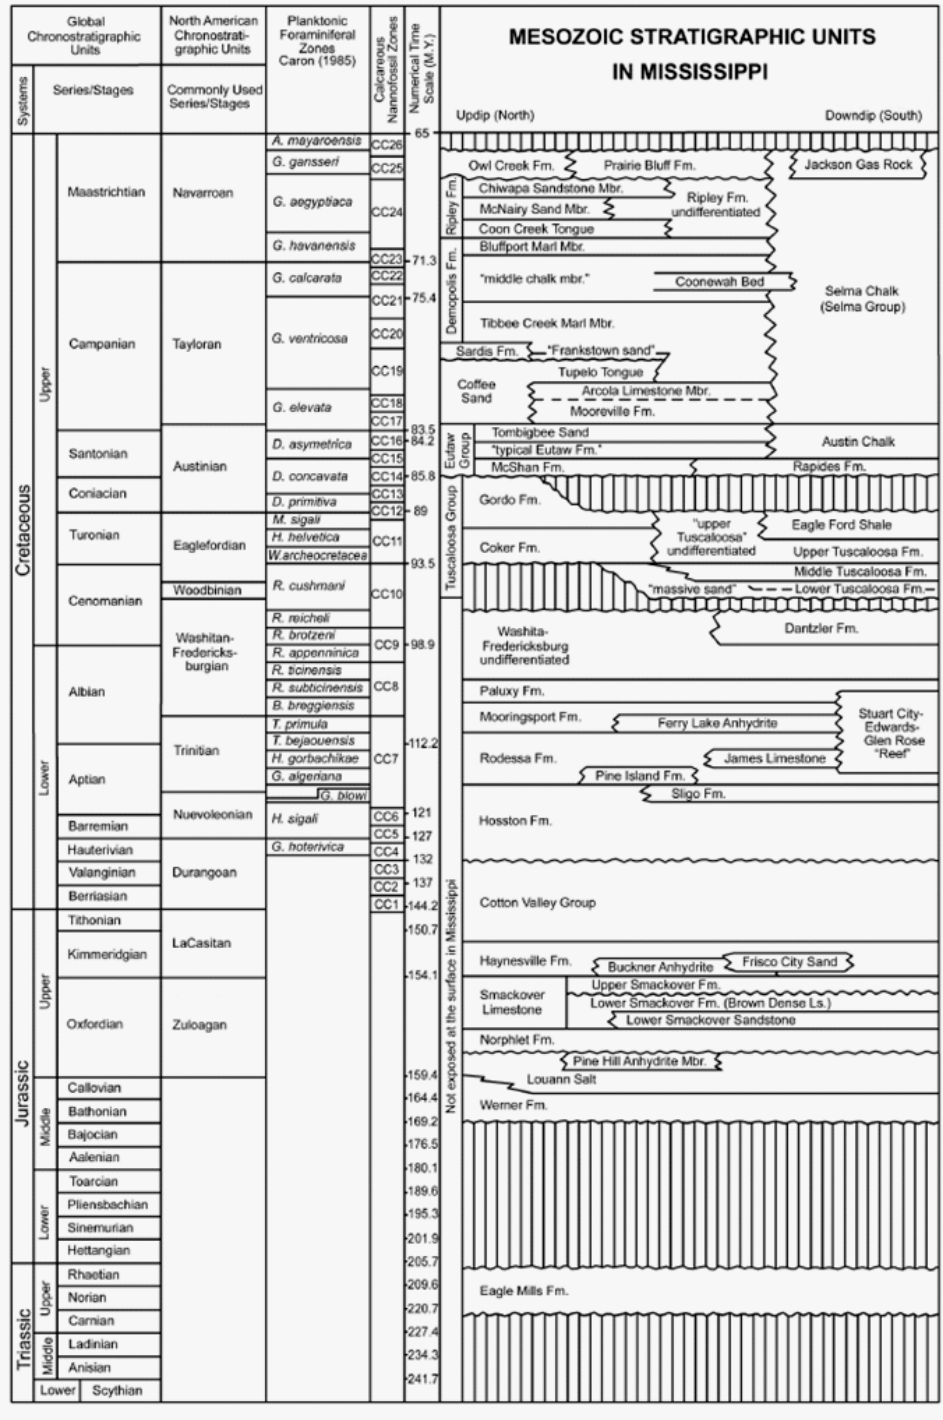 Global
Chronostratigraphic
Units
North American
Chronostrati-
graphic Units
Planktonic
Foraminiferal
Zones
Caron (1985)
Calcareous
Nannofossil Zones
Numerical Time
Scale (M.Y.)
MESOZOIC STRATIGRAPHIC UNITS
IN MISSISSIPPI
Systems
Series/Stages
Commonly Used
Series/Stages
Updip (North)
Downdip (South)
Cretaceous
Upper
Maastrichtian
Campanian
Santonian
Coniacian
Turonian
Cenomanian
Lower
Albian
Aptian
Barremian
Hauterivian
Valanginian
Berriasian
Jurassic
Upper
Tithonian
Kimmeridgian
Oxfordian
Middle
Callovian
Bathonian
Bajocian
Aalenian
Lower
Toarcian
Pliensbachian
Sinemurian
Hettangian
Triassic
Upper
Rhaetian
Norian
Carnian
Middle
Ladinian
Anisian
Lower
Scythian
Navarroan
Tayloran
Austinian
Eaglefordian
Woodbinian
Washitan-
Fredericks-
burgian
Trinitian
Nuevoleonian
Durangoan
LaCasitan
Zuloagan
A. mayaroensis
G. gansseri
G. aegyptiaca
G. havanensis
G. calcarata
G. ventricosa
G. elevata
D. asymetrica
D. concavata
D. primitiva
M. sigali
H. helvetica
W.archeocretacea
R. cushmani
R. reicheli
R. brotzeni
R. appenninica
R. ticinensis
R. subticinensis
B. breggiensis
T. primula
T. bejaouensis
H. gorbachikae
G. algeriana
G. blowi
H. sigali
G. hoterivica
CC26
CC25
CC24
CC23
CC22
CC21
CC20
CC19
CC18
CC17
CC16
CC15
CC14
CC13
CC12
CC11
CC10
CC9
CC8
CC7
CC6
CC5
CC4
CC3
CC2
CC1
65
71.3
75.4
83.5
84.2
85.8
89
93.5
98.9
112.2
121
127
132
137
144.2
150.7
154.1
159.4
164.4
169.2
176.5
180.1
189.6
195.3
201.9
205.7
209.6
220.7
227.4
234.3
241.7
Owl Creek Fm.
Prairie Bluff Fm.
Jackson Gas Rock
Ripley Fm.
Chiwapa Sandstone Mbr.
McNairy Sand Mbr.
Coon Creek Tongue
Ripley Fm.
undifferentiated
Demopolis Fm.
Bluffport Marl Mbr.
"middle chalk mbr."
Coonewah Bed
Tibbee Creek Marl Mbr.
Selma Chalk
(Selma Group)
Sardis Fm.
"Frankstown sand"
Tupelo Tongue
Coffee
Sand
Arcola Limestone Mbr.
Mooreville Fm.
Eutaw
Group
Tombigbee Sand
"typical Eutaw Fm."
McShan Fm.
Austin Chalk
Rapides Fm.
Tuscaloosa Group
Gordo Fm.
Coker Fm.
"upper
Tuscaloosa"
undifferentiated
Eagle Ford Shale
Upper Tuscaloosa Fm.
Middle Tuscaloosa Fm.
"massive sand"
Lower Tuscaloosa Fm.
Not exposed at the surface in Mississippi
Washita-
Fredericksburg
undifferentiated
Dantzler Fm.
Paluxy Fm.
Mooringsport Fm.
Ferry Lake Anhydrite
Stuart City-
Edwards-
Glen Rose
"Reef"
Rodessa Fm.
James Limestone
Pine Island Fm.
Sligo Fm.
Hosston Fm.
Cotton Valley Group
Haynesville Fm.
Buckner Anhydrite
Frisco City Sand
Smackover
Limestone
Upper Smackover Fm.
Lower Smackover Fm. (Brown Dense Ls.)
Lower Smackover Sandstone
Norphlet Fm.
Pine Hill Anhydrite Mbr.
Louann Salt
Werner Fm.
Eagle Mills Fm.